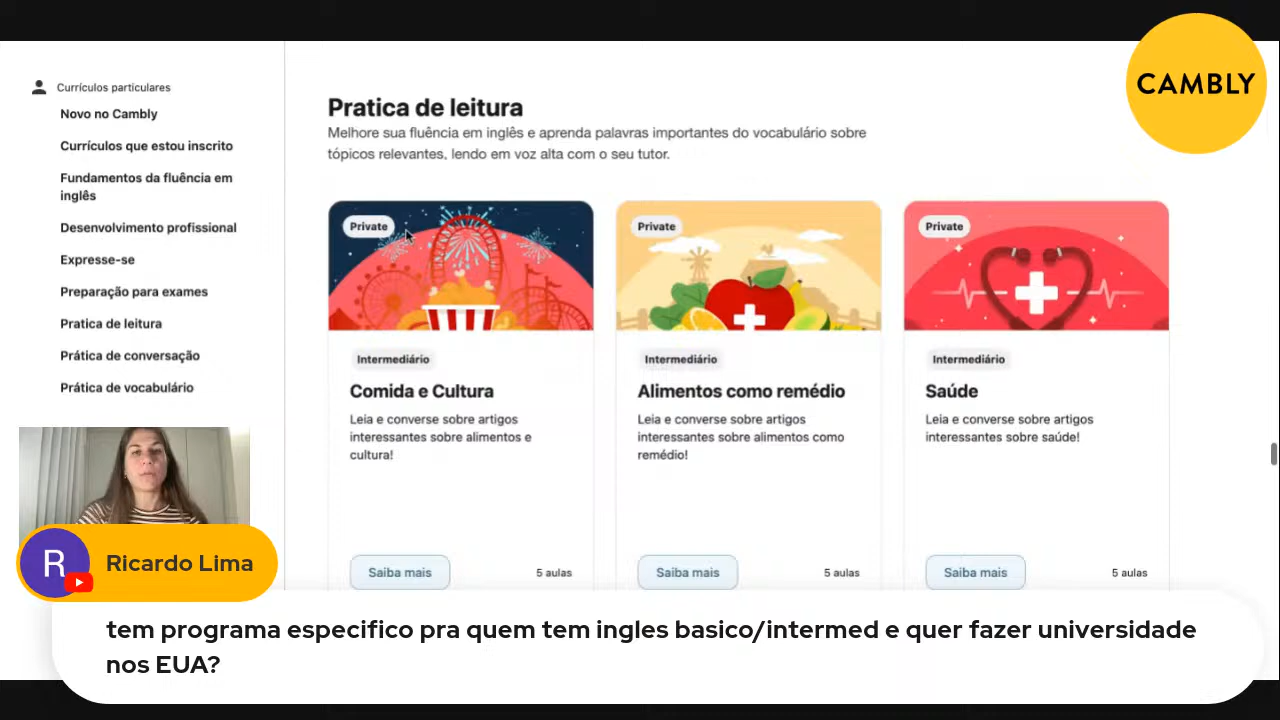 CAMBLY
Currículos particulares
Novo no Cambly
Currículos que estou inscrito
Fundamentos da fluência em
inglês
Desenvolvimento profissional
Expresse-se
Preparação para exames
Pratica de leitura
Prática de conversação
Prática de vocabulário
Pratica de leitura
Melhore sua fluência em inglês e aprenda palavras importantes do vocabulário sobre
tópicos relevantes, lendo em voz alta com o seu tutor.
Private
Intermediário
Comida e Cultura
Leia e converse sobre artigos
interessantes sobre alimentos e
cultura!
Saiba mais
5 aulas
Private
Intermediário
Alimentos como remédio
Leia e converse sobre artigos
interessantes sobre alimentos como
remédio!
Saiba mais
5 aulas
Private
Intermediário
Saúde
Leia e converse sobre artigos
interessantes sobre saúde!
Saiba mais
5 aulas
R
Ricardo Lima
tem programa especifico pra quem tem ingles basico/intermed e quer fazer universidade
nos EUA?